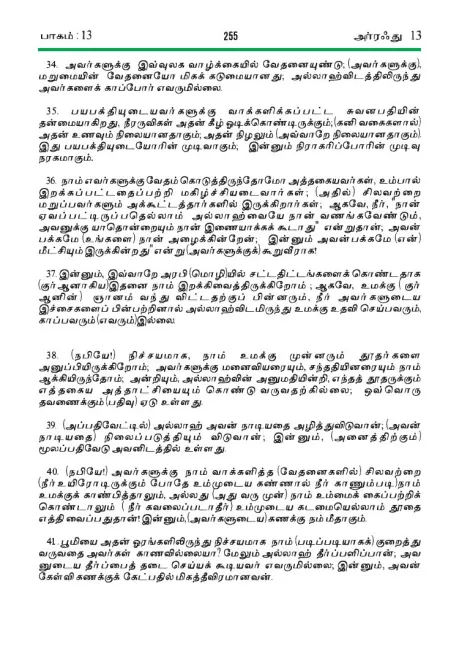 பாகம் : 13 255 அர்ரஃது 13
34. அவர்களுக்கு இவ்வுலக வாழ்க்கையில் வேதனையுண்டு; (அவர்களுக்கு),
மறுமையின் வேதனையோ மிகக் கடுமையானது; அல்லாஹ்விடத்திலிருந்து
அவர்களைக் காப்போர் எவருமில்லை.
35. பயபக்தியுடையவர்களுக்கு வாக்களிக்கப்பட்ட சுவனபதியின்
தன்மையாகிறது, நீரருவிகள் அதன் கீழ் ஓடிக்கொண்டிருக்கும்;(கனி வகைகளால்)
அதன் உணவும் நிலையானதாகும்; அதன் நிழலும் (அவ்வாறே நிலையானதாகும்).
இது பயபக்தியுடையோரின் முடிவாகும்; இன்னும் நிராகரிப்போரின் முடிவு
நரகமாகும்.
36. நாம் எவர்களுக்கு வேதம் கொடுத்திருந்தோமோ அத்தகையவர்கள், உம்பால்
இறக்கப்பட்டதைப்பற்றி மகிழ்ச்சியடைவார்கள் ; (அதில்) சிலவற்றை
மறுப்பவர்களும் அக்கூட்டத்தார்களில் இருக்கிறார்கள்; ஆகவே, நீர், "நான்
ஏவப்பட்டிருப்பதெல்லாம் அல்லாஹ்வையே நான் வணங்கவேண்டும்,
அவனுக்கு யாதொன்றையும் நான் இணையாக்கக் கூடாது" என்றுதான்; அவன்
பக்கமே (உங்களை) நான் அழைக்கின்றேன்; இன்னும் அவன்பக்கமே (என்)
மீட்சியும் இருக்கின்றது" என்று (அவர்களுக்குக்) கூறுவீராக!
37. இன்னும், இவ்வாறே அரபி (மொழி)யில் சட்டதிட்டங்களைக் கொண்டதாக
(குர்ஆனாகிய)இதனை நாம் இறக்கிவைத்திருக்கிறோம் ; ஆகவே, உமக்கு ( குர்
ஆனின்) ஞானம் வந்து விட்டதற்குப் பின்னரும், நீர் அவர்களுடைய
இச்சைகளைப் பின்பற்றினால் அல்லாஹ்விடமிருந்து உமக்கு உதவி செய்பவரும்,
காப்பவரும் (எவரும்)இல்லை.
38. (நபியே!) நிச்சயமாக, நாம் உமக்கு முன்னரும் தூதர்களை
அனுப்பியிருக்கிறோம்; அவர்களுக்கு மனைவியரையும், சந்ததியினரையும் நாம்
ஆக்கியிருந்தோம்; அன்றியும், அல்லாஹ்வின் அனுமதியின்றி, எந்தத் தூதருக்கும்
எத்தகைய அத்தாட்சியையும் கொண்டு வருவதற்கில்லை; ஒவ்வொரு
தவணைக்கும் (பதிவு) ஏடு உள்ளது.
39. (அப்பதிவேட்டில்) அல்லாஹ் அவன் நாடியதை அழித்துவிடுவான்; (அவன்
நாடியதை) நிலைப்படுத்தியும் விடுவான் ; இன்னும், (அனைத்திற்கும்)
மூலப்பதிவேடு அவனிடத்தில் உள்ளது.
40. (நபியே!) அவர்களுக்கு நாம் வாக்களித்த (வேதனைகளில்) சிலவற்றை
(நீர் உயிரோடிருக்கும் போதே உம்முடைய கண்ணால் நீர் காணும்படி)நாம்
உமக்குக் காண்பித்தாலும், அல்லது (அது வரு முன்) நாம் உம்மைக் கைப்பற்றிக்
கொண்டாலும் ( நீர் கவலைப்படாதீர்) உம்முடைய கடமையெல்லாம் தூதை
எத்திவைப்பதுதான்! இன்னும்,(அவர்களுடைய)கணக்கு நம்மீதாகும்.
41. பூமியை அதன் ஓரங்களிலிருந்து நிச்சயமாக நாம் (படிப்படியாகக்) குறைத்து
வருவதை அவர்கள் காணவில்லையா? மேலும் அல்லாஹ் தீர்ப்பளிப்பான்; அவ
னுடைய தீர்ப்பைத் தடை செய்யக் கூடியவர் எவருமில்லை; இன்னும், அவன்
கேள்வி கணக்குக் கேட்பதில் மிகத்தீவிரமானவன்.